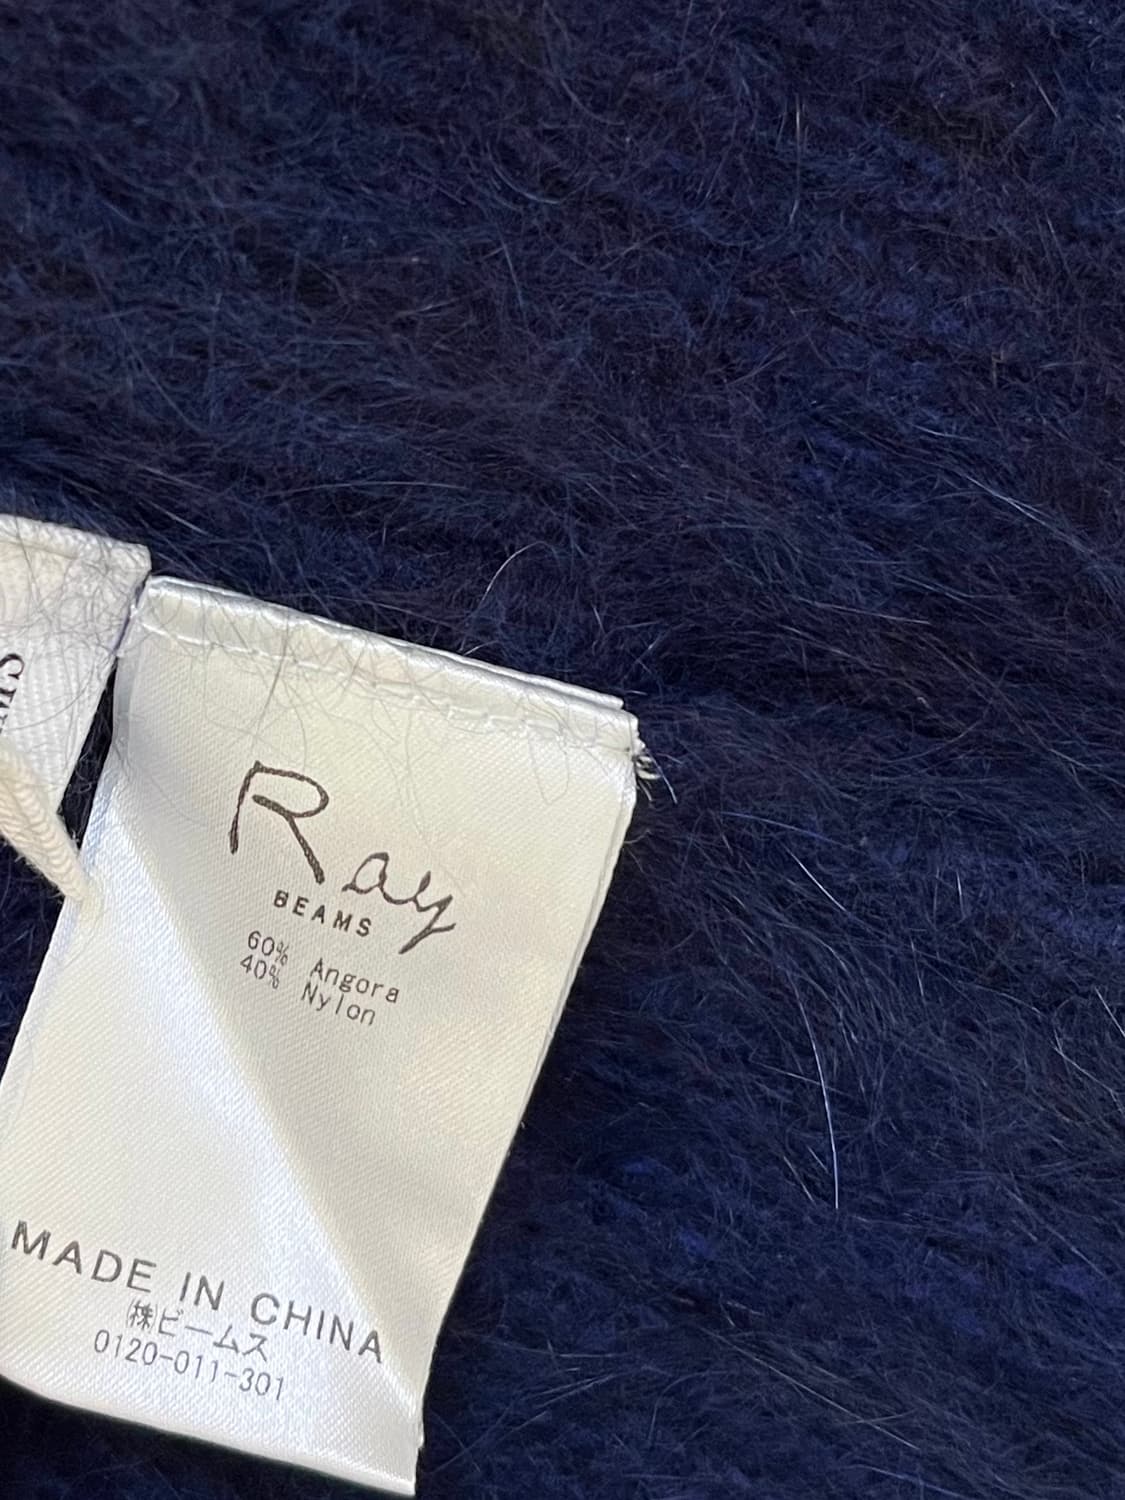 Ray
BEAMS
60% Angora
40% Nylon
MADE IN CHINA
㈱ビームス
0120-011-301